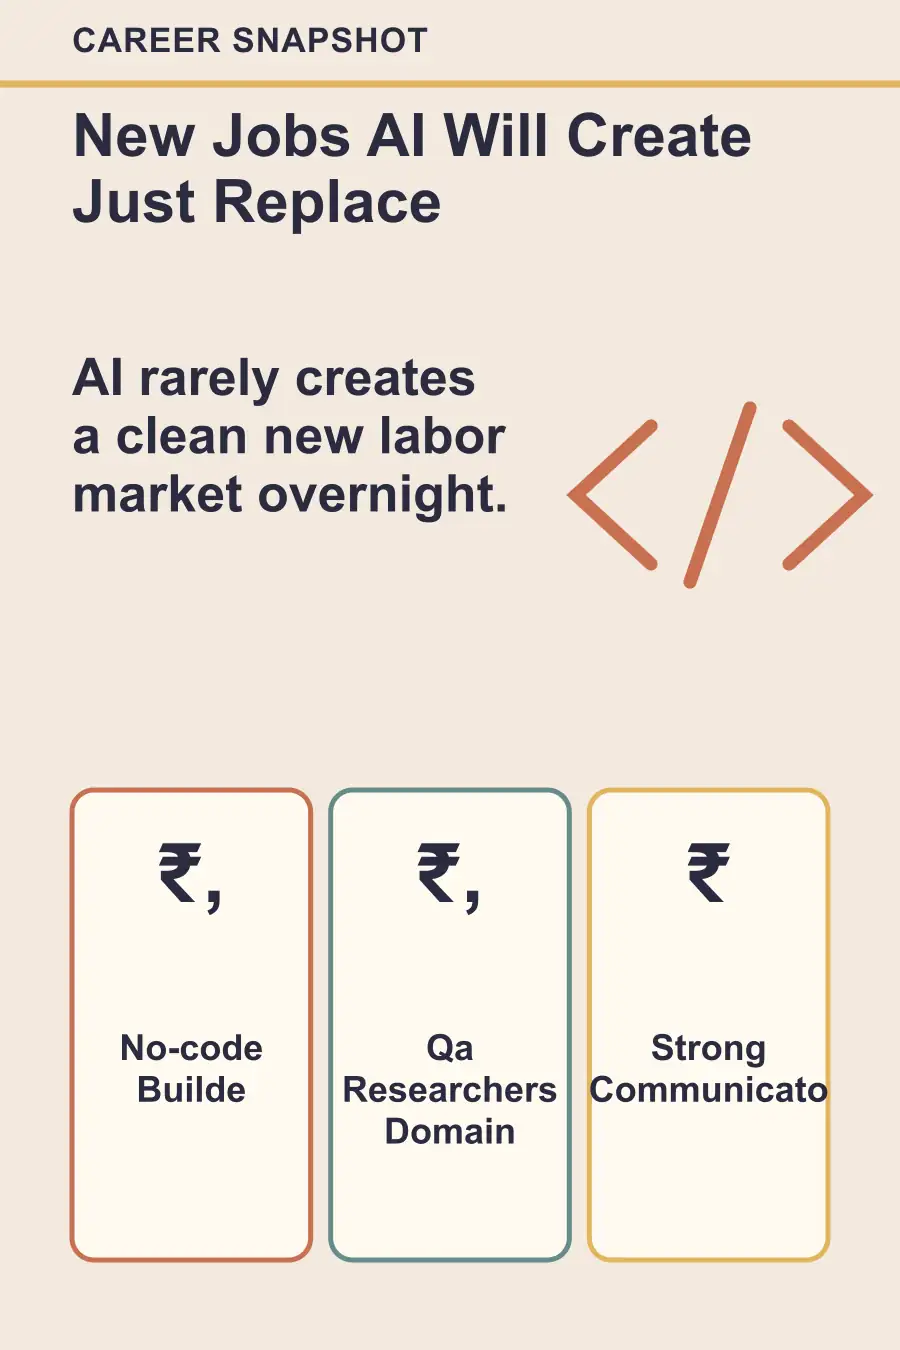 CAREER SNAPSHOT
New Jobs AI Will Create
Just Replace
AI rarely creates
a clean new labor
market overnight.
₹,
No-code
Builde
₹,
Qa
Researchers
Domain
₹
Strong
Communicato